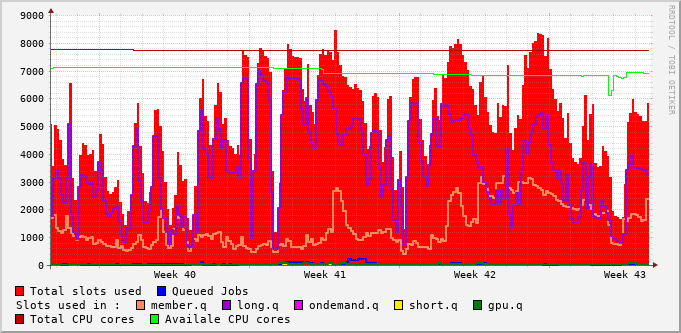 9000
8000
7000
6000
5000
4000
3000
2000
1000
0
Week 40 Week 41 Week 42 Week 43
RRDTOOL / TOBI OETIKER
Total slots used Queued Jobs
Slots used in : member.q long.q ondemand.q short.q gpu.q
Total CPU cores Availale CPU cores